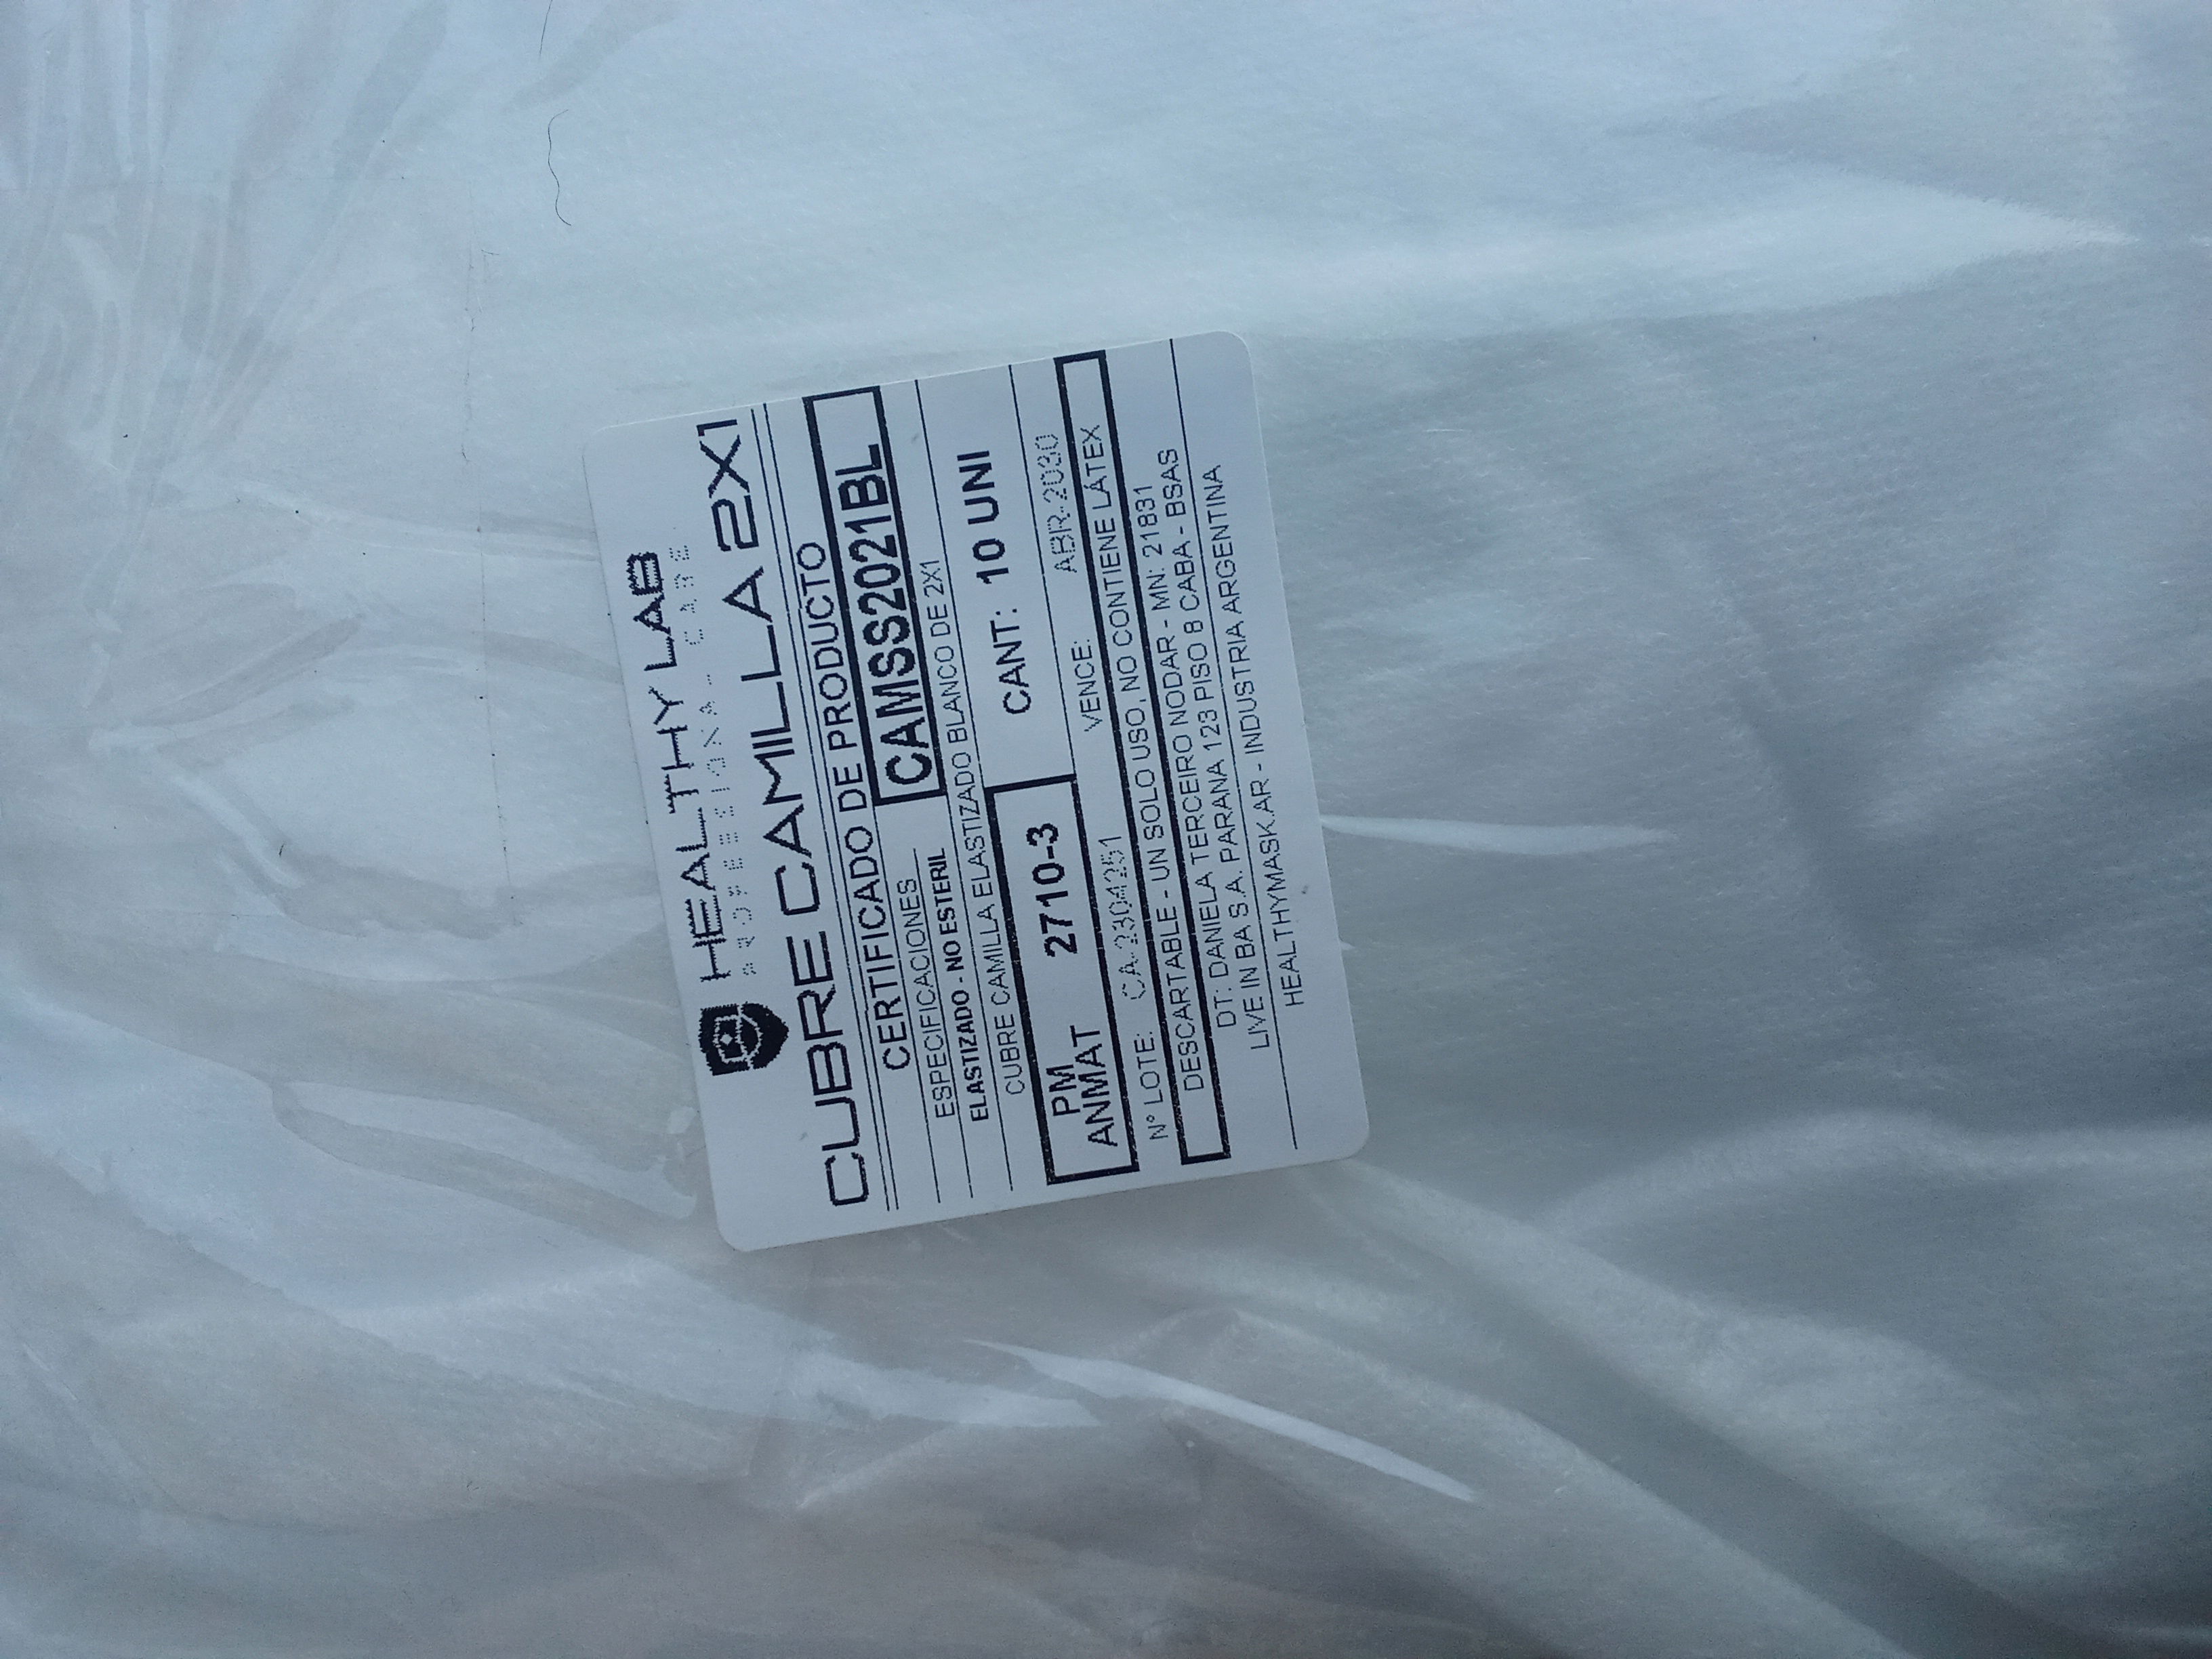 HEALTHY LAB
PROFESSIONAL CARE
CUBRE CAMILLA 2X1
CERTIFICADO DE PRODUCTO
ESPECIFICACIONES CAMSS2021BL
ELASTIZADO - NO ESTERIL
CUBRE CAMILLA ELASTIZADO BLANCO DE 2X1
PM ANMAT 2710-3 CANT: 10 UNI
N° LOTE: CA-2304251 VENCE: ABR-2030
DESCARTABLE - UN SOLO USO, NO CONTIENE LÁTEX
DT: DANIELA TERCEIRO NODAR - MN: 21831
LIVE IN BA S.A. PARANA 123 PISO 8 CABA - BSAS
HEALTHYMASK.AR - INDUSTRIA ARGENTINA